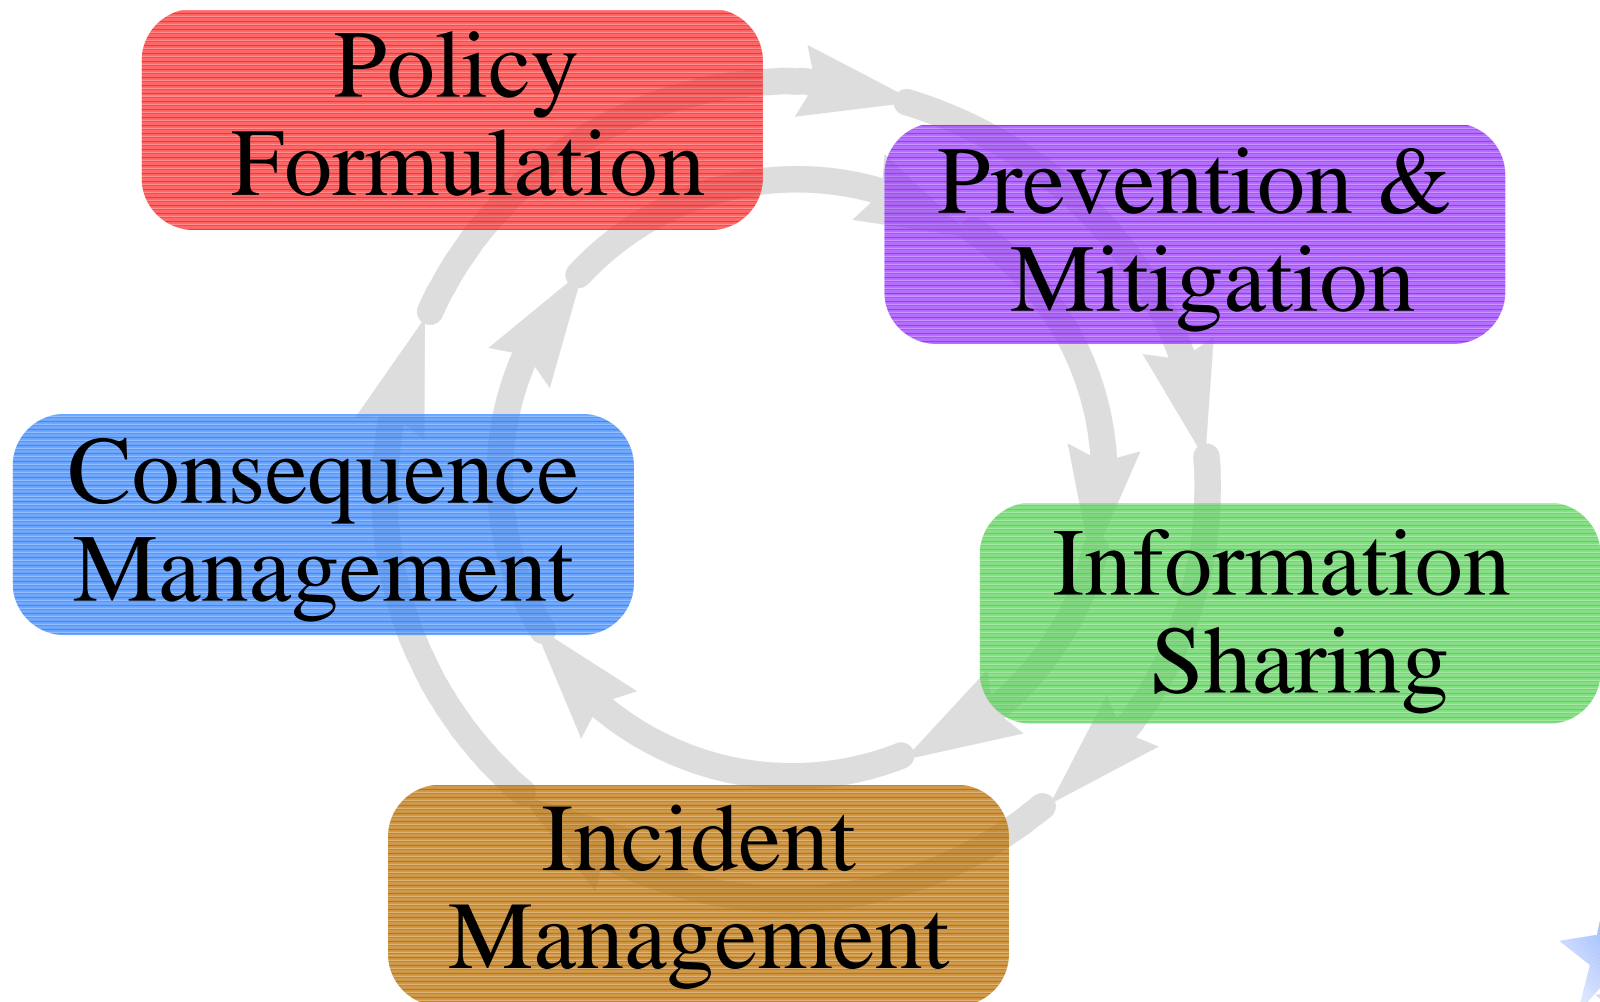 Policy
Formulation
Prevention &
Mitigation
Information
Sharing
Incident
Management
Consequence
Management